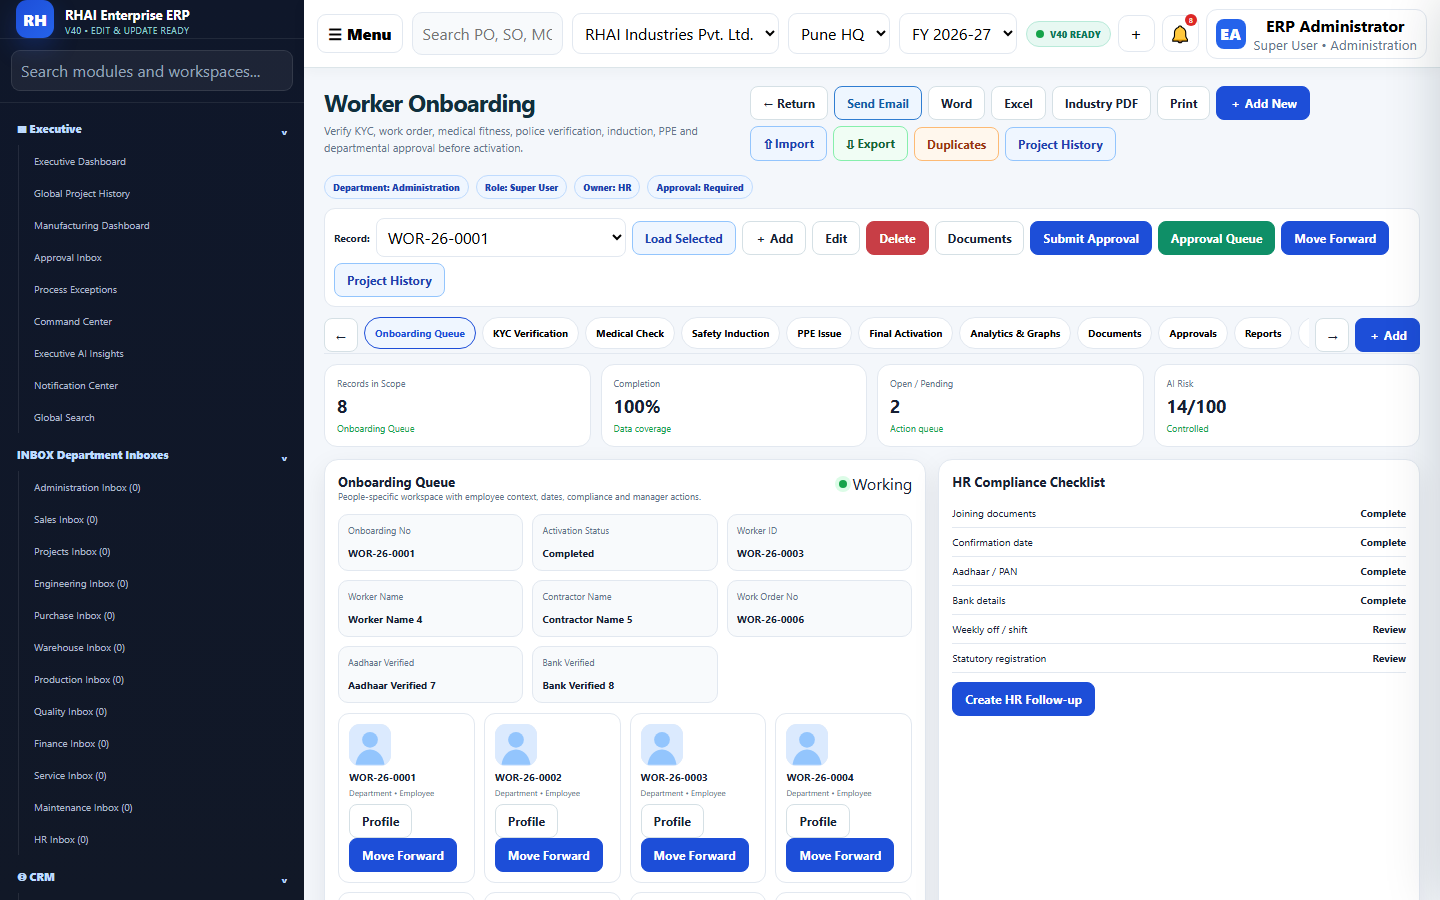 RH
RHAI Enterprise ERP
V40 • EDIT & UPDATE READY
Search modules and workspaces...
Executive
Executive Dashboard
Global Project History
Manufacturing Dashboard
Approval Inbox
Process Exceptions
Command Center
Executive AI Insights
Notification Center
Global Search
INBOX Department Inboxes
Administration Inbox (0)
Sales Inbox (0)
Projects Inbox (0)
Engineering Inbox (0)
Purchase Inbox (0)
Warehouse Inbox (0)
Production Inbox (0)
Quality Inbox (0)
Finance Inbox (0)
Service Inbox (0)
Maintenance Inbox (0)
HR Inbox (0)
CRM
☰ Menu
Search PO, SO, MO
RHAI Industries Pvt. Ltd.
Pune HQ
FY 2026-27
V40 READY
+
8
EA
ERP Administrator
Super User • Administration
Worker Onboarding
Verify KYC, work order, medical fitness, police verification, induction, PPE and
departmental approval before activation.
← Return
Send Email
Word
Excel
Industry PDF
Print
+ Add New
⇧ Import
⇩ Export
Duplicates
Project History
Department: Administration
Role: Super User
Owner: HR
Approval: Required
Record:
WOR-26-0001
Load Selected
+ Add
Edit
Delete
Documents
Submit Approval
Approval Queue
Move Forward
Project History
←
Onboarding Queue
KYC Verification
Medical Check
Safety Induction
PPE Issue
Final Activation
Analytics & Graphs
Documents
Approvals
Reports
→
+ Add
Records in Scope
8
Onboarding Queue
Completion
100%
Data coverage
Open / Pending
2
Action queue
AI Risk
14/100
Controlled
Onboarding Queue
People-specific workspace with employee context, dates, compliance and manager actions.
Working
Onboarding No
WOR-26-0001
Activation Status
Completed
Worker ID
WOR-26-0003
Worker Name
Worker Name 4
Contractor Name
Contractor Name 5
Work Order No
WOR-26-0006
Aadhaar Verified
Aadhaar Verified 7
Bank Verified
Bank Verified 8
WOR-26-0001
Department • Employee
Profile
Move Forward
WOR-26-0002
Department • Employee
Profile
Move Forward
WOR-26-0003
Department • Employee
Profile
Move Forward
WOR-26-0004
Department • Employee
Profile
Move Forward
HR Compliance Checklist
Joining documents Complete
Confirmation date Complete
Aadhaar / PAN Complete
Bank details Complete
Weekly off / shift Review
Statutory registration Review
Create HR Follow-up